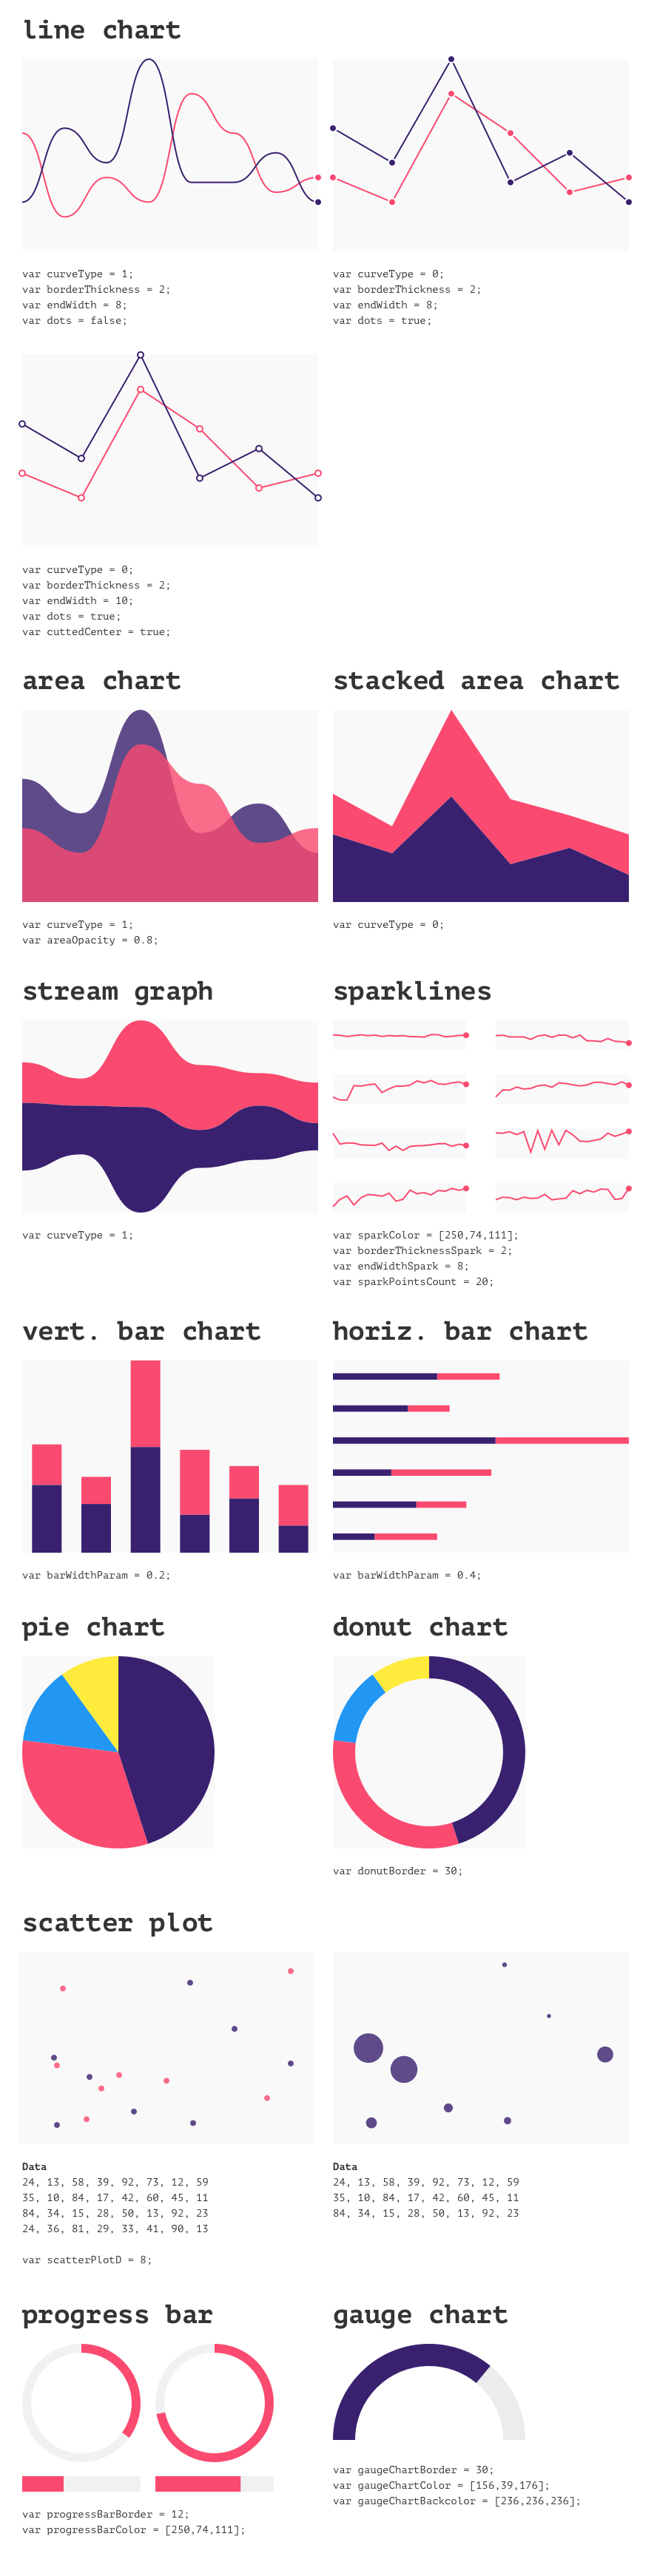 line chart
var curveType = 1;
var borderThickness = 2;
var endWidth = 8;
var dots = false;
var curveType = 0;
var borderThickness = 2;
var endWidth = 8;
var dots = true;
var curveType = 0;
var borderThickness = 2;
var endWidth = 10;
var dots = true;
var cuttedCenter = true;
area chart
var curveType = 1;
var areaOpacity = 0.8;
stacked area chart
var curveType = 0;
stream graph
var curveType = 1;
sparklines
var sparkColor = [250,74,111];
var borderThicknessSpark = 2;
var endWidthSpark = 8;
var sparkPointsCount = 20;
vert. bar chart
var barWidthParam = 0.2;
horiz. bar chart
var barWidthParam = 0.4;
pie chart
donut chart
var donutBorder = 30;
scatter plot
Data
24, 13, 58, 39, 92, 73, 12, 59
35, 10, 84, 17, 42, 60, 45, 11
84, 34, 15, 28, 50, 13, 92, 23
24, 36, 81, 29, 33, 41, 90, 13
var scatterPlotD = 8;
Data
24, 13, 58, 39, 92, 73, 12, 59
35, 10, 84, 17, 42, 60, 45, 11
84, 34, 15, 28, 50, 13, 92, 23
progress bar
var progressBarBorder = 12;
var progressBarColor = [250,74,111];
gauge chart
var gaugeChartBorder = 30;
var gaugeChartColor = [156,39,176];
var gaugeChartBackcolor = [236,236,236];